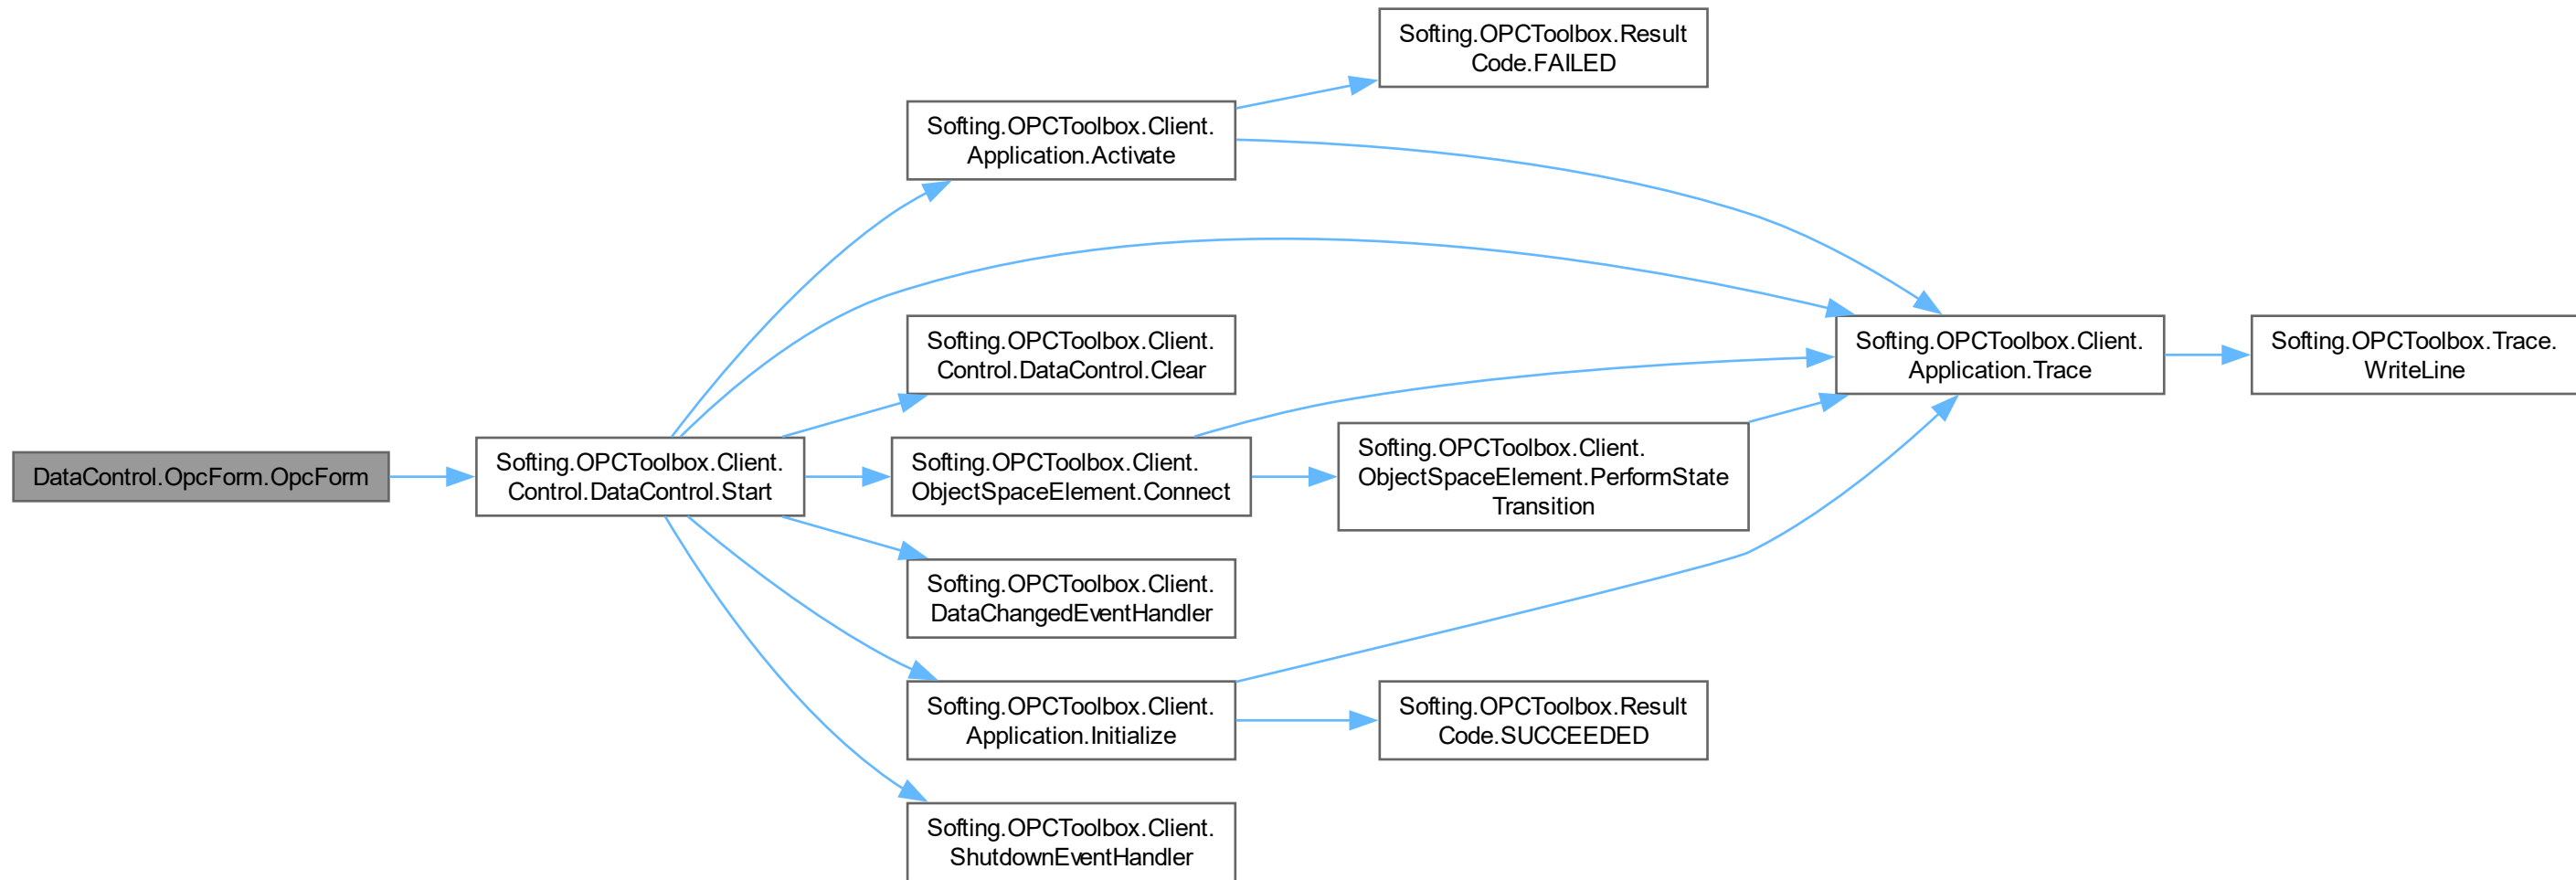 DataControl.OpcForm.OpcForm
Softing.OPCToolbox.Client.
Control.DataControl.Start
Softing.OPCToolbox.Client.
Application.Activate
Softing.OPCToolbox.Result
Code.FAILED
Softing.OPCToolbox.Client.
Application.Trace
Softing.OPCToolbox.Trace.
WriteLine
Softing.OPCToolbox.Client.
Control.DataControl.Clear
Softing.OPCToolbox.Client.
ObjectSpaceElement.Connect
Softing.OPCToolbox.Client.
ObjectSpaceElement.PerformState
Transition
Softing.OPCToolbox.Client.
DataChangedEventHandler
Softing.OPCToolbox.Client.
Application.Initialize
Softing.OPCToolbox.Result
Code.SUCCEEDED
Softing.OPCToolbox.Client.
ShutdownEventHandler